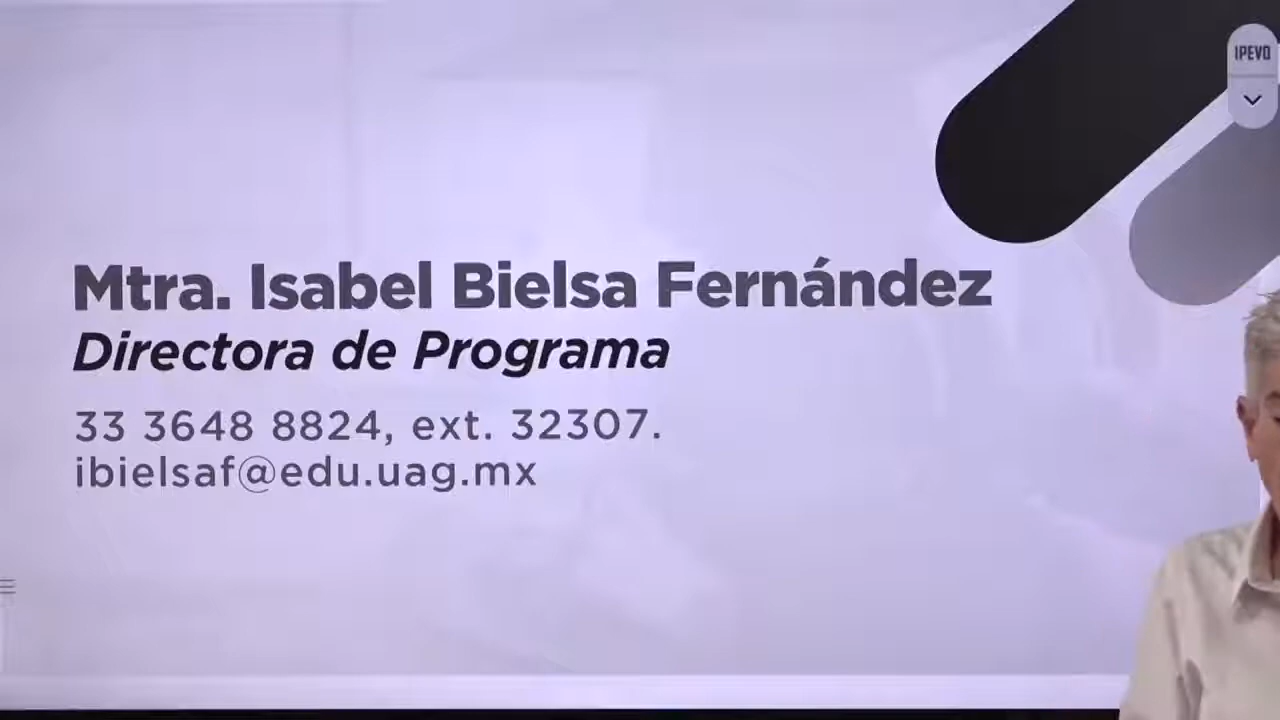 IPEVO
Mtra. Isabel Bielsa Fernández
Directora de Programa
33 3648 8824, ext. 32307.
ibielsaf@edu.uag.mx